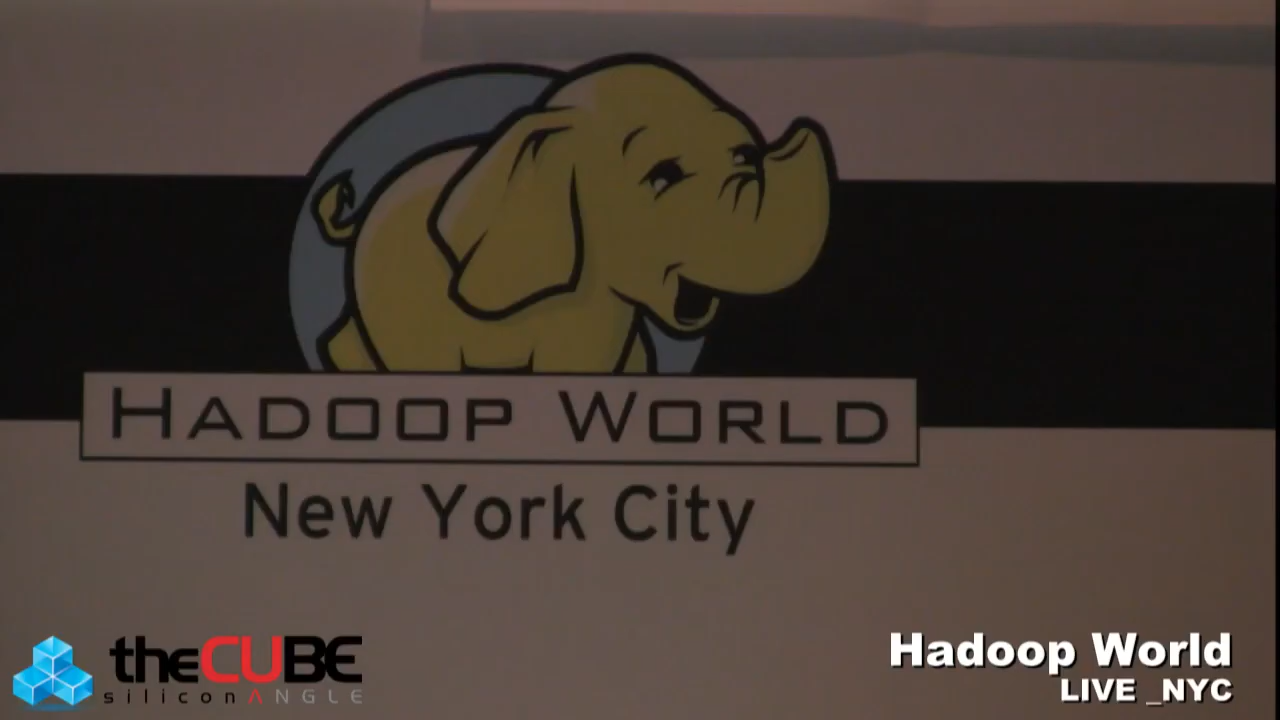 HADOOP WORLD
New York City
theCUBE
siliconANGLE
Hadoop World
LIVE _NYC